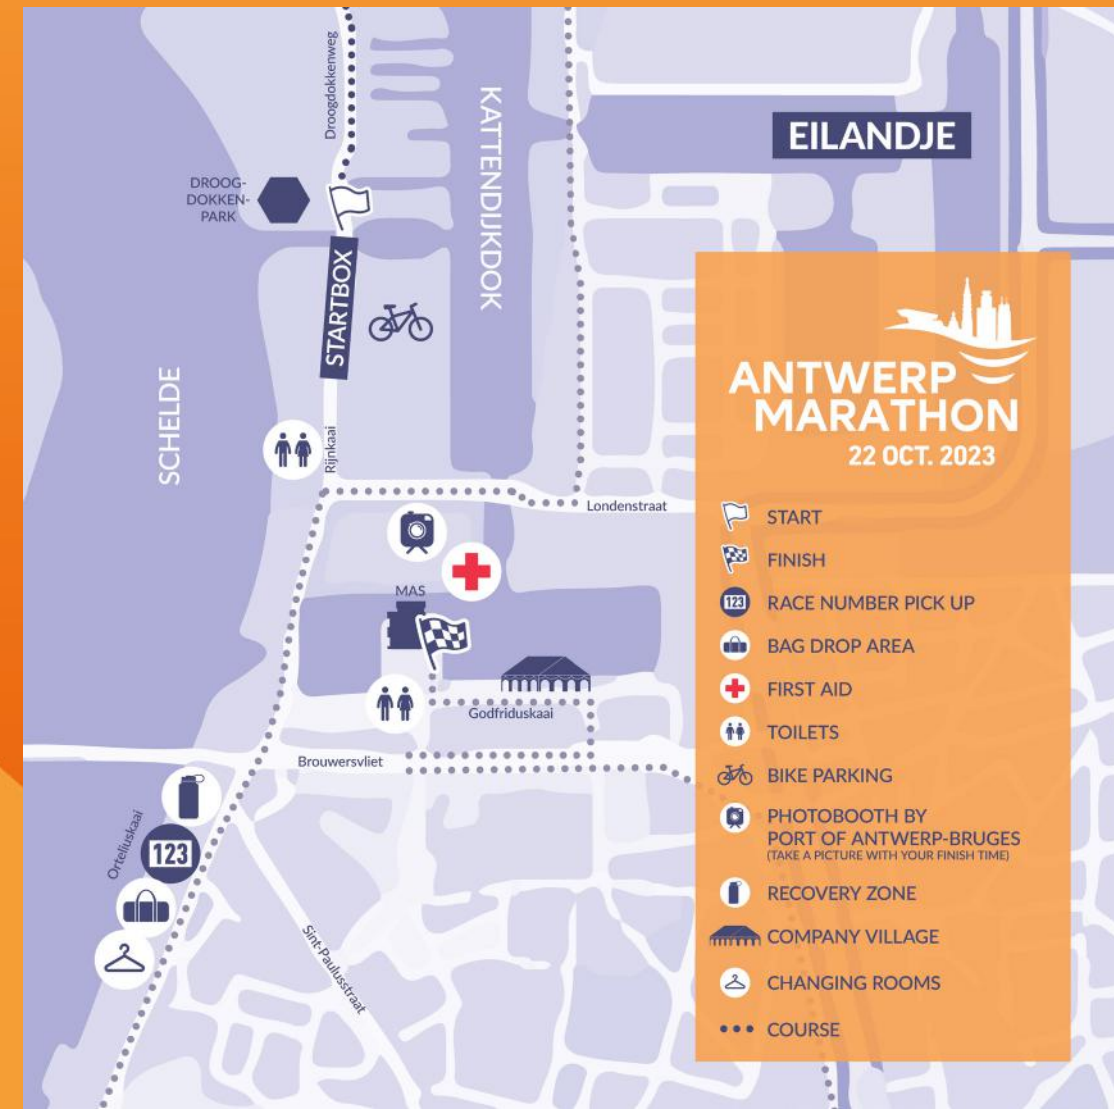 Droogdokkenweg
KATTENDIJKDOK
EILANDJE
DROOG-
DOKKEN-
PARK
STARTBOX
SCHELDE
Rijnkaai
Londenstraat
MAS
Godfriduskaai
Brouwersvliet
Orteliuskaai
123
Sint-Paulusstraat
ANTWERP
MARATHON
22 OCT. 2023
START
FINISH
123 RACE NUMBER PICK UP
BAG DROP AREA
FIRST AID
TOILETS
BIKE PARKING
PHOTOBOOTH BY
PORT OF ANTWERP-BRUGES
(TAKE A PICTURE WITH YOUR FINISH TIME)
RECOVERY ZONE
COMPANY VILLAGE
CHANGING ROOMS
COURSE